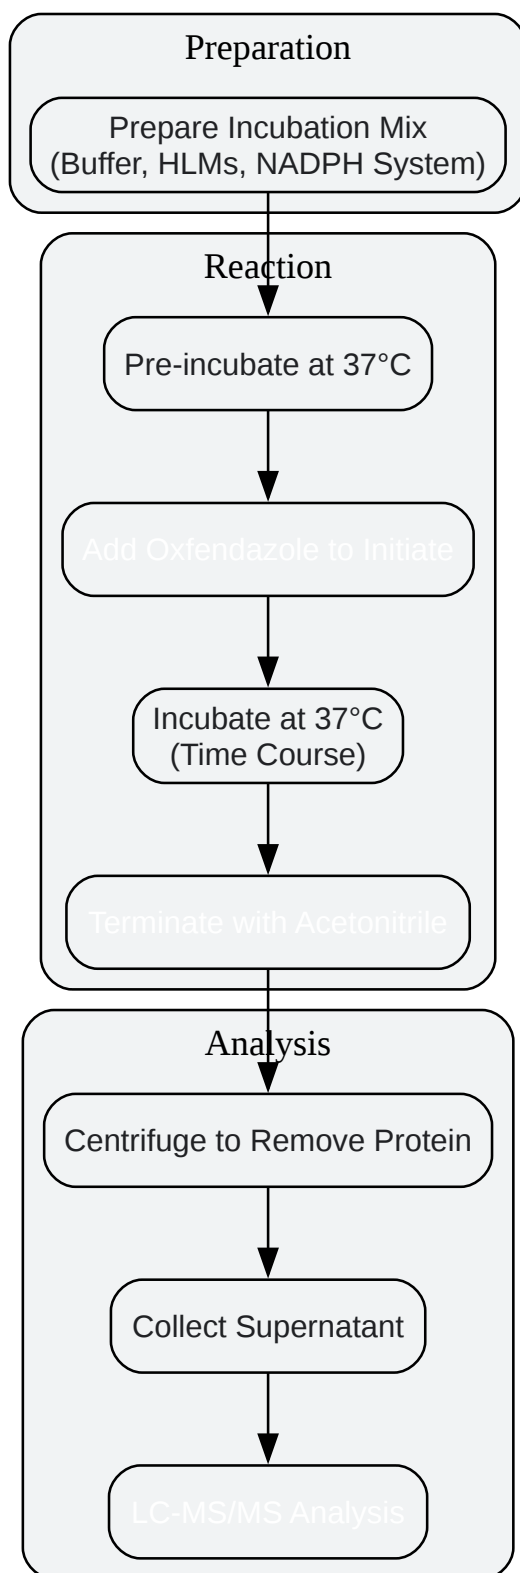 Preparation
Prepare Incubation Mix
(Buffer, HLMs, NADPH System)
Reaction
Pre-incubate at 37°C
Add Oxfendazole to Initiate
Incubate at 37°C
(Time Course)
Terminate with Acetonitrile
Analysis
Centrifuge to Remove Protein
Collect Supernatant
LC-MS/MS Analysis